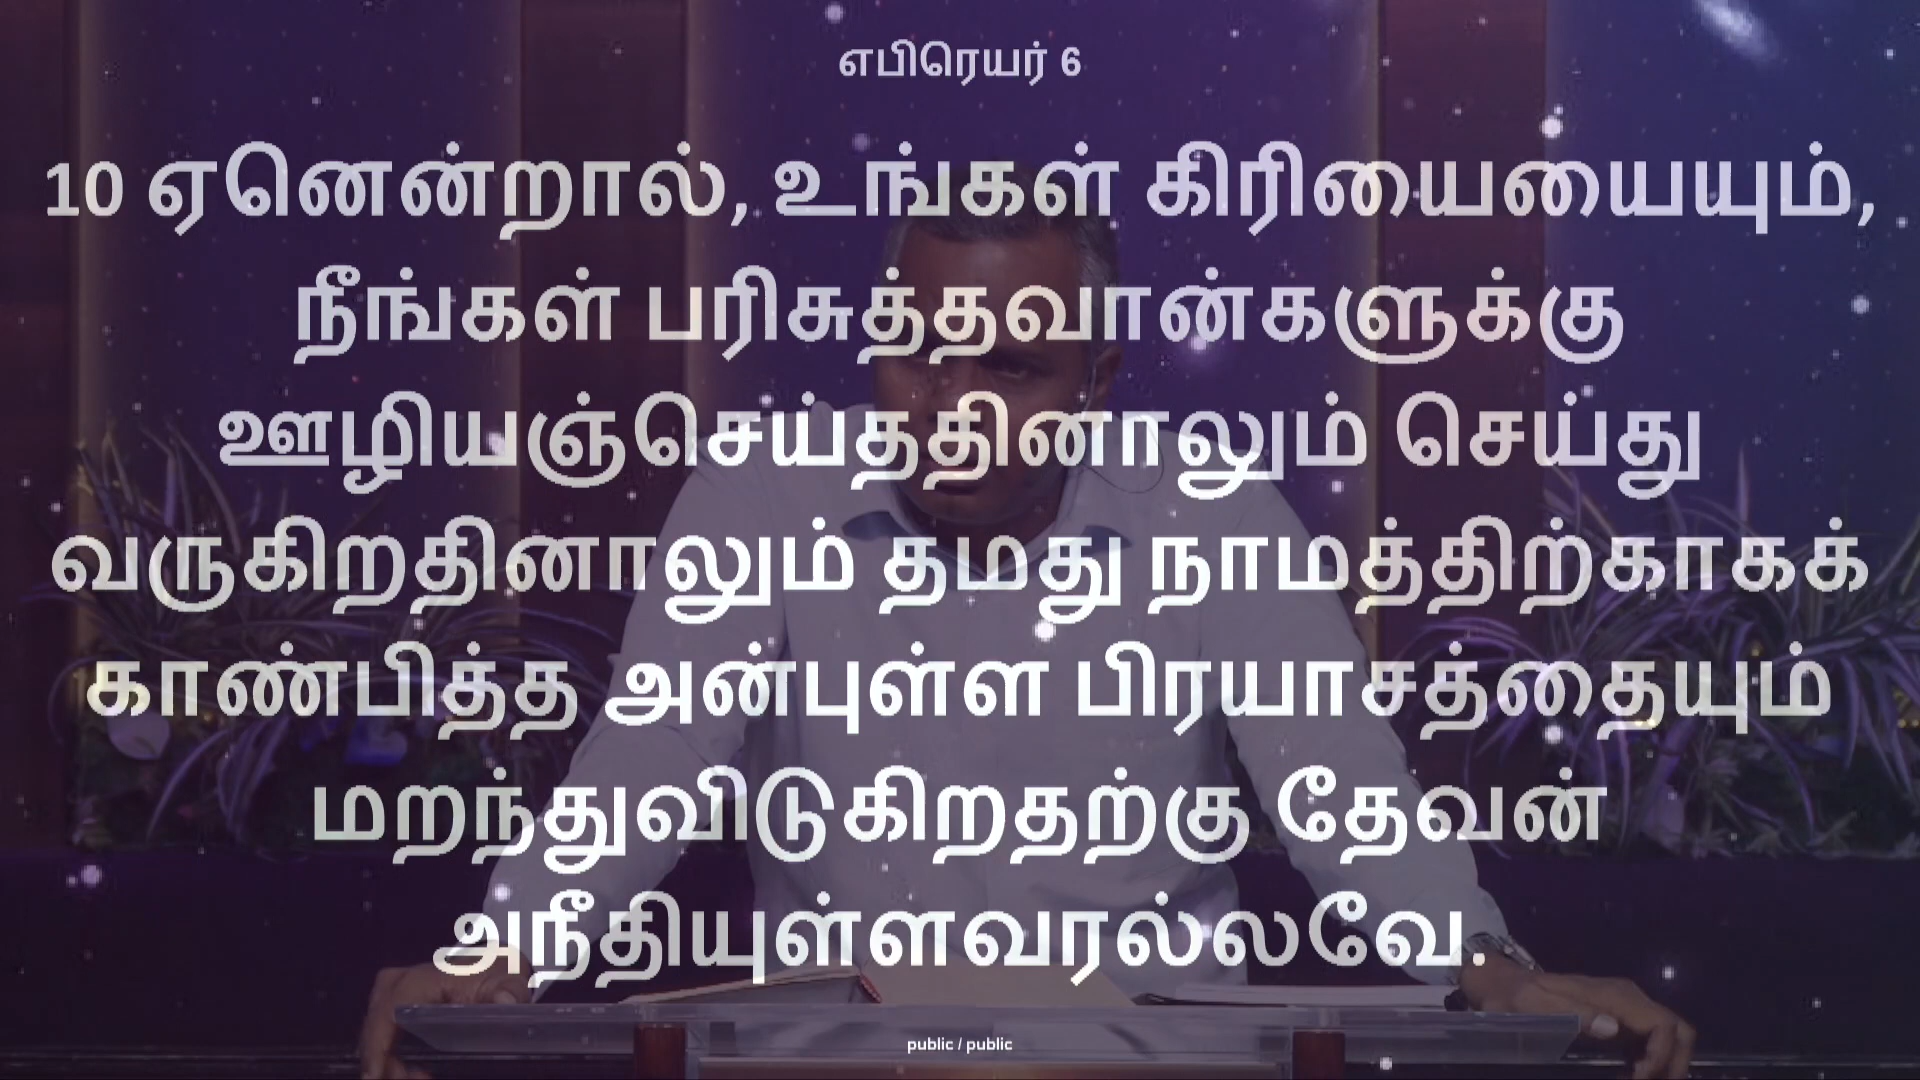 எபிரெயர் 6
10 ஏனென்றால், உங்கள் கிரியையையும்,
நீங்கள் பரிசுத்தவான்களுக்கு
ஊழியஞ்செய்ததினாலும் செய்து
வருகிறதினாலும் தமது நாமத்திற்காகக்
காண்பித்த அன்புள்ள பிரயாசத்தையும்
மறந்துவிடுகிறதற்கு தேவன்
அநீதியுள்ளவரல்லவே.
public / public